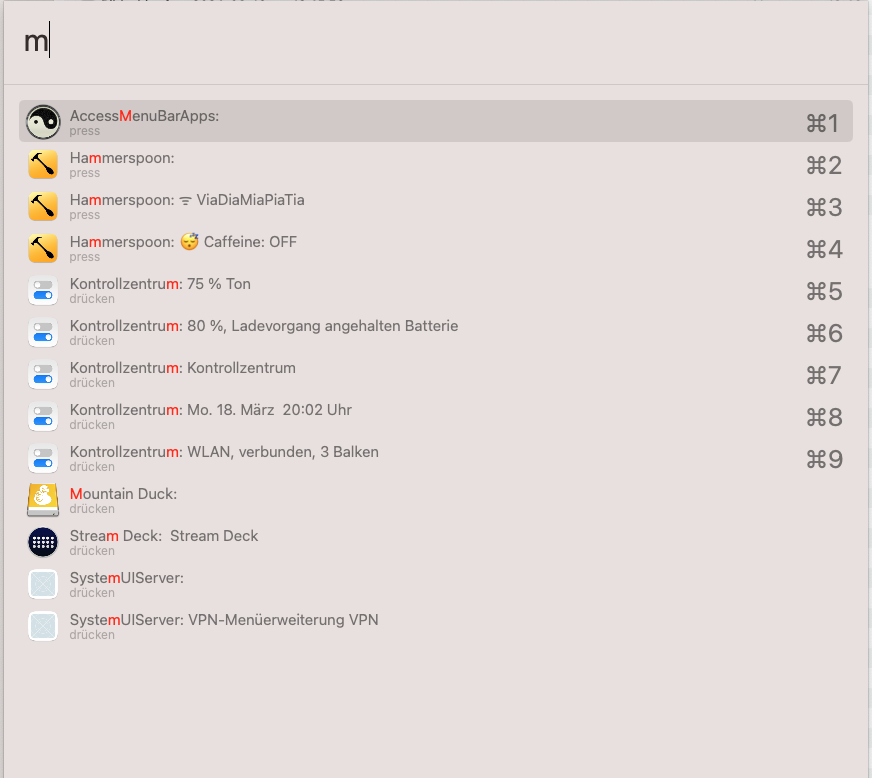 m
AccessMenuBarApps:
press
⌘1
Hammerspoon:
press
⌘2
Hammerspoon: ViaDiaMiaPiaTia
press
⌘3
Hammerspoon: 😴 Caffeine: OFF
press
⌘4
Kontrollzentrum: 75 % Ton
drücken
⌘5
Kontrollzentrum: 80 %, Ladevorgang angehalten Batterie
drücken
⌘6
Kontrollzentrum: Kontrollzentrum
drücken
⌘7
Kontrollzentrum: Mo. 18. März  20:02 Uhr
drücken
⌘8
Kontrollzentrum: WLAN, verbunden, 3 Balken
drücken
⌘9
Mountain Duck:
drücken
Stream Deck:  Stream Deck
drücken
SystemUIServer:
drücken
SystemUIServer: VPN-Menüerweiterung VPN
drücken